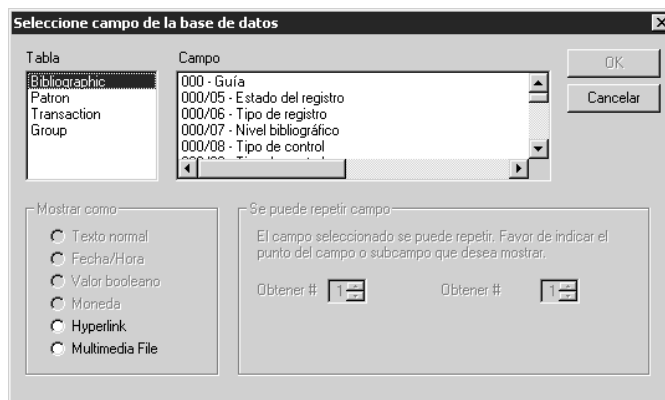 Seleccione campo de la base de datos
Tabla
Campo
Bibliographic
Patron
Transaction
Group
000 - Guía
000/05 - Estado del registro
000/06 - Tipo de registro
000/07 - Nivel bibliográfico
000/08 - Tipo de control
OK
Cancelar
Mostrar como
Texto normal
Fecha/Hora
Valor booleano
Moneda
Hyperlink
Multimedia File
Se puede repetir campo
El campo seleccionado se puede repetir. Favor de indicar el
punto del campo o subcampo que desea mostrar.
Obtener # 1
Obtener # 1